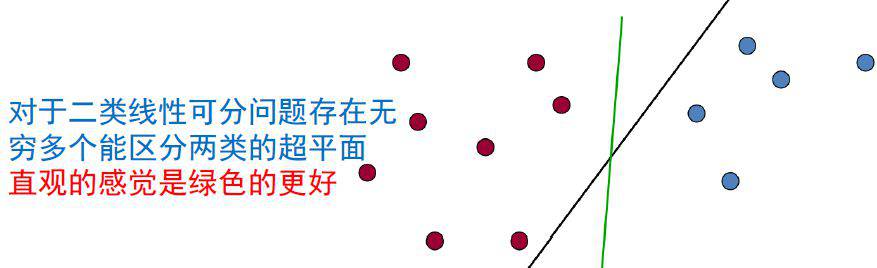 对于二类线性可分问题存在无
穷多个能区分两类的超平面
直观的感觉是绿色的更好